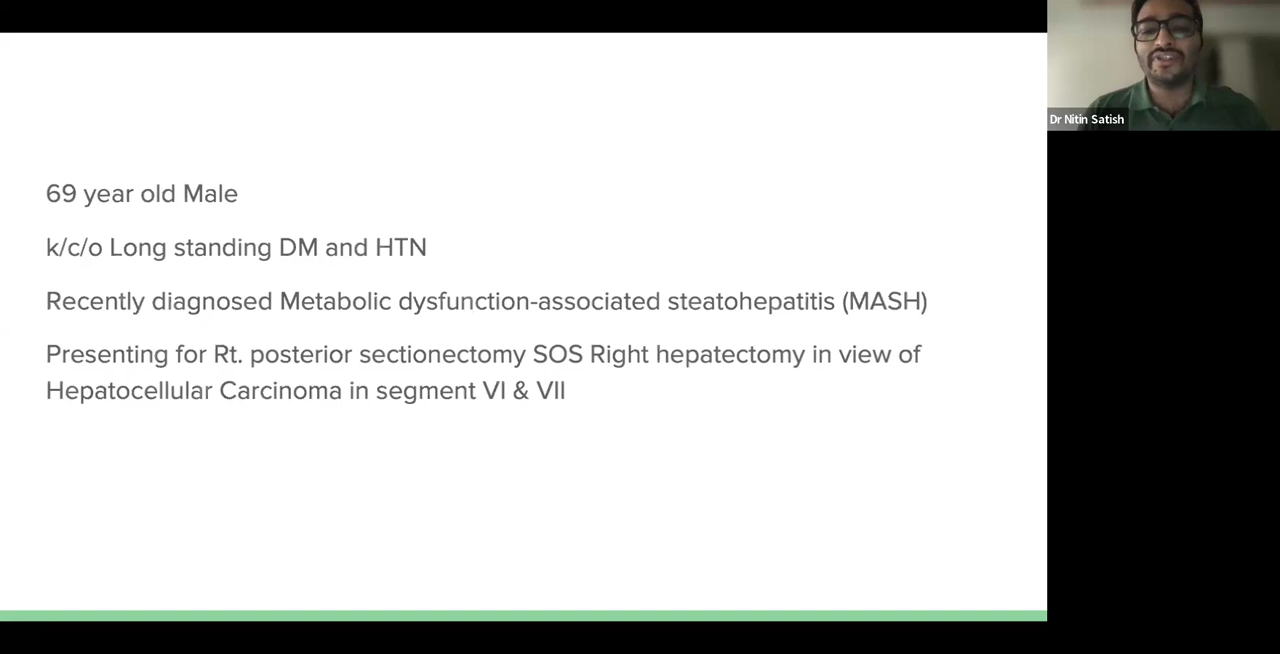 69 year old Male
k/c/o Long standing DM and HTN
Recently diagnosed Metabolic dysfunction-associated steatohepatitis (MASH)
Presenting for Rt. posterior sectionectomy SOS Right hepatectomy in view of
Hepatocellular Carcinoma in segment VI & VII
Dr Nitin Satish